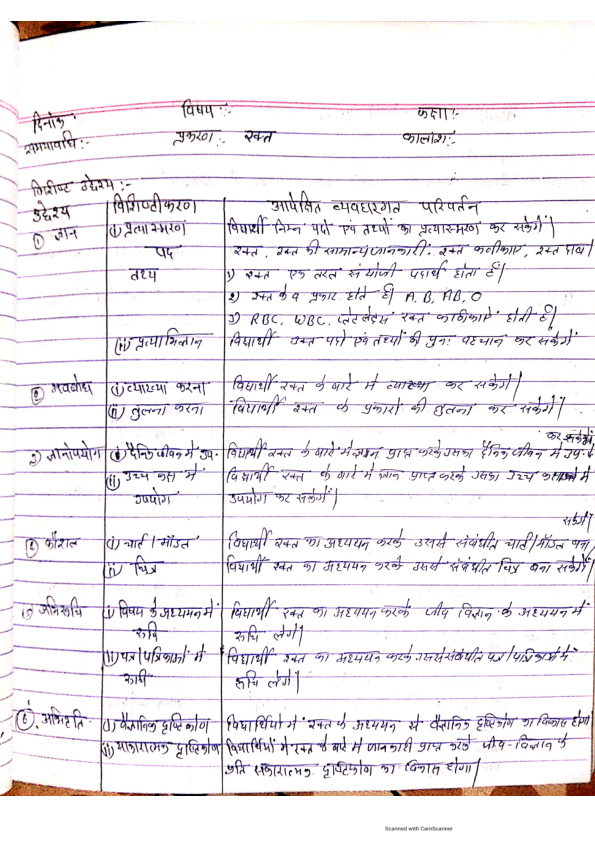 दिनांक विषय :- कक्षा :-
समयावधि :- प्रकरण : रक्त कालांश :-
विशिष्ट उद्देश्य :-
उद्देश्य विशिष्टीकरण अपेक्षित व्यवहारगत परिवर्तन
① ज्ञान (i) प्रत्यास्मरण विद्यार्थी निम्न पदों एवं तथ्यों का प्रत्यास्मरण कर सकेंगें।
पद रक्त, रक्त की सामान्य जानकारी, रक्त कणीकाए, रक्त दाब।
तथ्य 1) रक्त एक तरल संयोजी पदार्थ होता है।
2) रक्त के 4 प्रकार होते है। A, B, AB, O
3) RBC, WBC, प्लेटलेट्स रक्त कणीकाएं होती है।
(ii) प्रत्याभिज्ञान विद्यार्थी उक्त पदों एवं तथ्यों की पुनः पहचान कर सकेंगें
② अवबोध (i) व्याख्या करना विद्यार्थी रक्त के बारे में व्याख्या कर सकेंगें।
(ii) तुलना करना विद्यार्थी रक्त के प्रकारों की तुलना कर सकेंगें।
कर सकेंगें
3) ज्ञानोपयोग (i) दैनिक जीवन में उप- विद्यार्थी रक्त के बारे में ज्ञान प्राप्त करके उसका दैनिक जीवन में उप-
(ii) उच्च कक्षा में विद्यार्थी रक्त के बारे में ज्ञान प्राप्त करके उसका उच्च कक्षाओं में
उपयोग उपयोग कर सकेंगें।
सकेंगें।
④ कौशल (i) चार्ट / मॉडल विद्यार्थी रक्त का अध्ययन करके उससे संबंधीत चार्ट/मॉडल बना
(ii) चित्र विद्यार्थी रक्त का अध्ययन करके उससे संबंधीत चित्र बना सकेंगें।
अभिरूचि (i) विषय के अध्ययन में विद्यार्थी रक्त का अध्ययन करके जीव विज्ञान के अध्ययन में
रूचि रूचि लेंगें।
(ii) पत्र/पत्रिकाओं में विद्यार्थी रक्त का अध्ययन करके उससे संबंधीत पत्र/पत्रिकाओं में
रूचि रूचि लेंगें।
⑥. अभिवृति (i) वैज्ञानिक दृष्टिकोण विद्यार्थियों में रक्त के अध्ययन से वैज्ञानिक दृष्टिकोण का विकास होगा
(ii) सकारात्मक दृष्टिकोण विद्यार्थियों में रक्त के बारे में जानकारी प्राप्त करके जीव-विज्ञान के
प्रति सकारात्मक दृष्टिकोण का विकास होगा।
Scanned with CamScanner